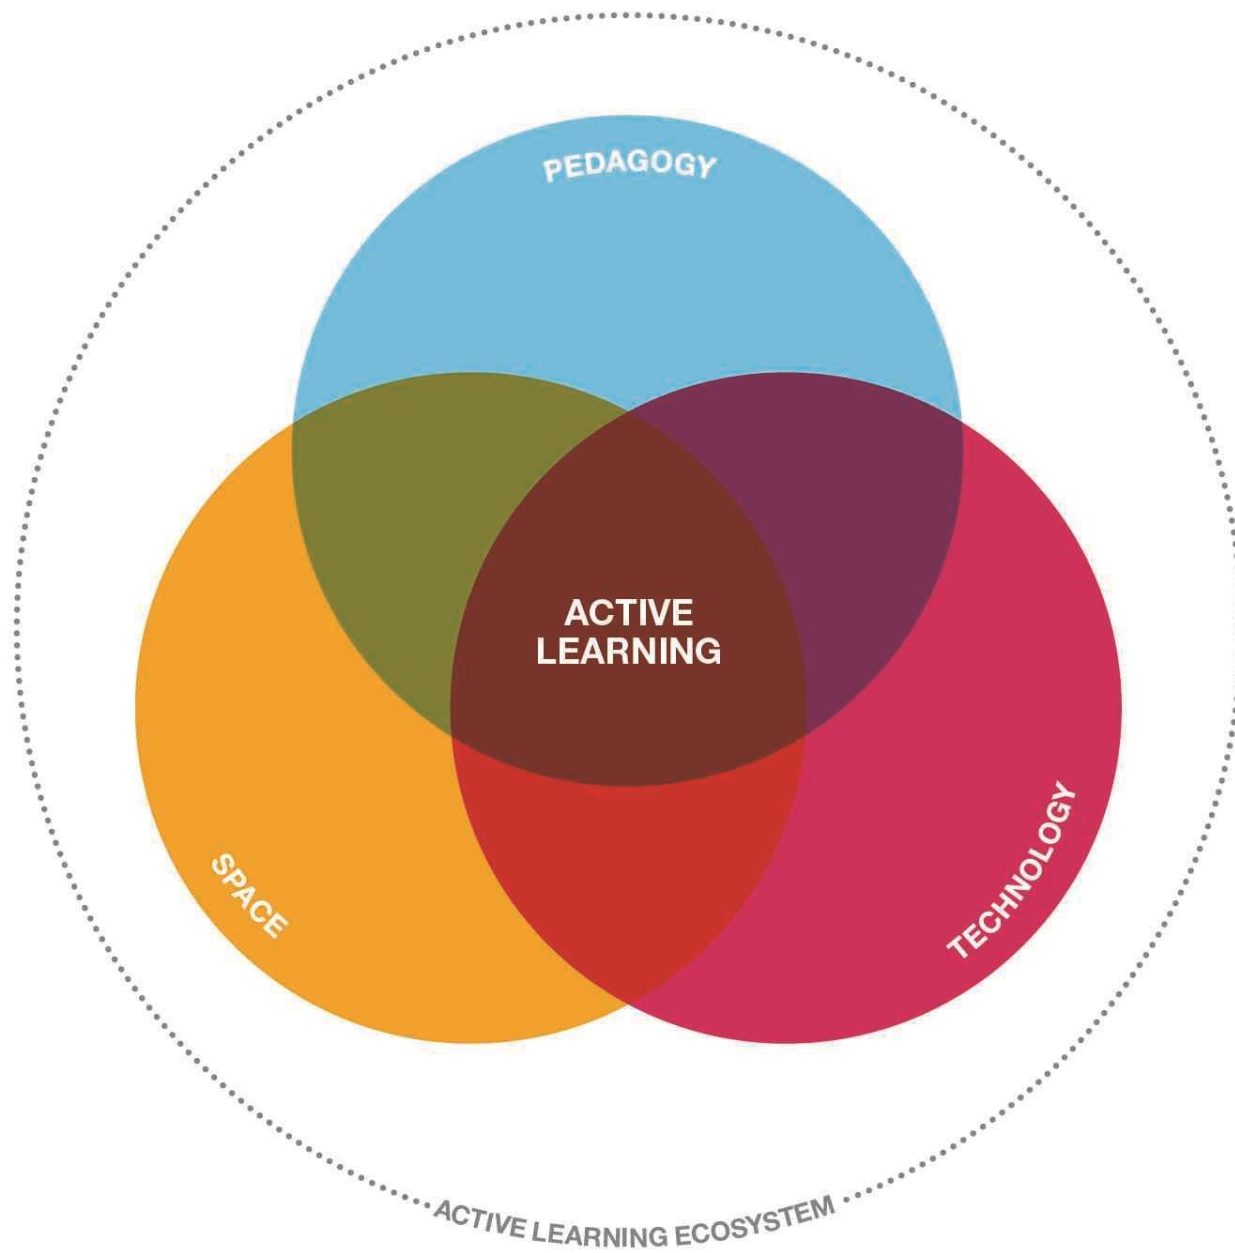 PEDAGOGY
ACTIVE
LEARNING
SPACE
TECHNOLOGY
ACTIVE LEARNING ECOSYSTEM